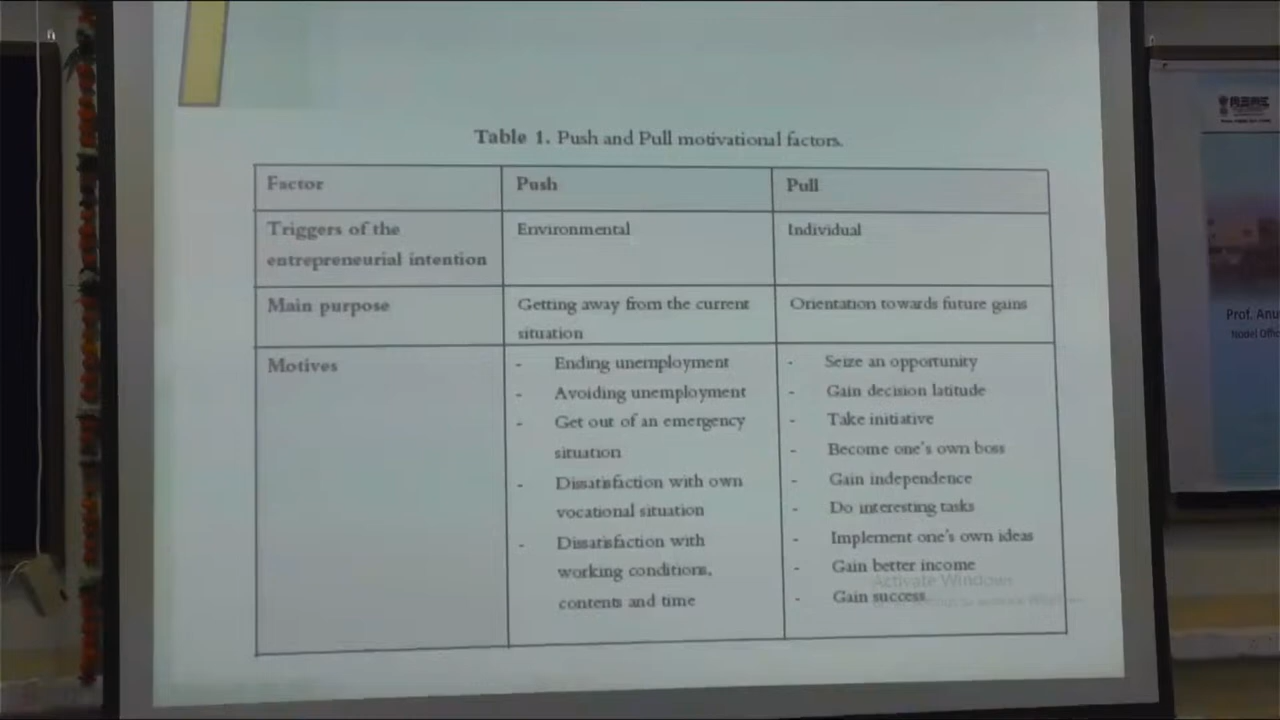 Table 1. Push and Pull motivational factors.
Factor
Push
Pull
Triggers of the
entrepreneurial intention
Environmental
Individual
Main purpose
Getting away from the current
situation
Orientation towards future gains
Motives
- Ending unemployment
- Avoiding unemployment
- Get out of an emergency
situation
- Dissatisfaction with own
vocational situation
- Dissatisfaction with
working conditions,
contents and time
- Seize an opportunity
- Gain decision latitude
- Take initiative
- Become one's own boss
- Gain independence
- Do interesting tasks
- Implement one's own ideas
- Gain better income
- Gain success
Activate Windows
Prof. Anu